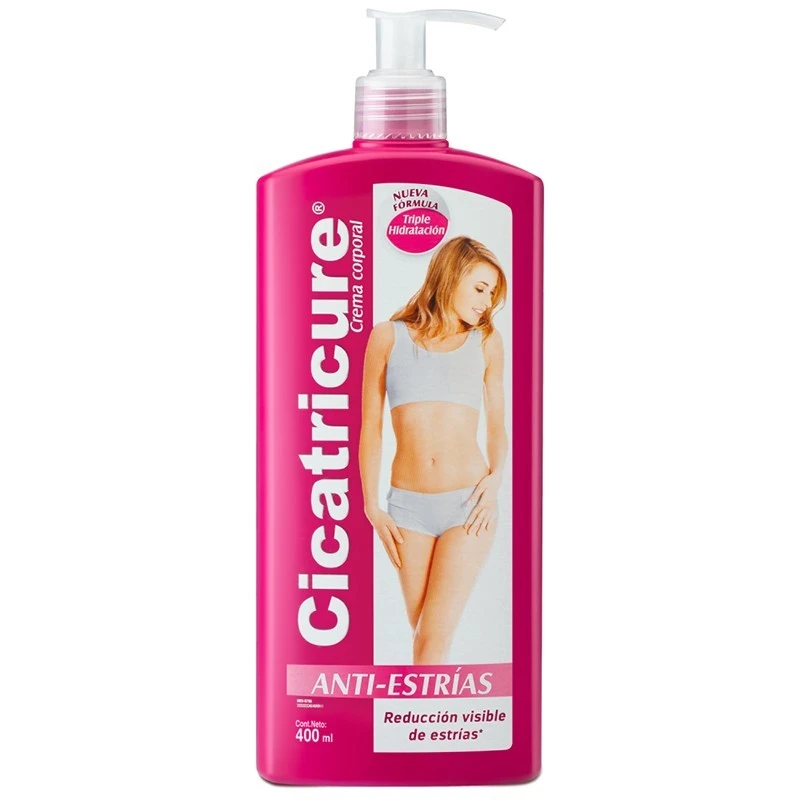 NUEVA
FÓRMULA
Triple
Hidratación
Cicatricure®
Crema corporal
ANTI-ESTRÍAS
Cont.Neto:
400 ml
Reducción visible
de estrías*